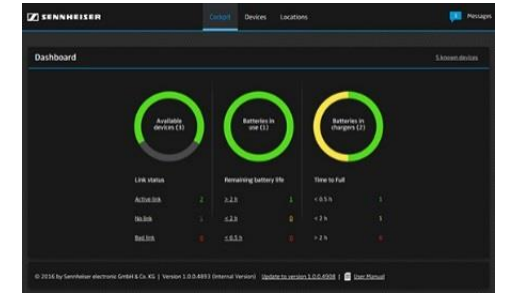 SENNHEISER
Cockpit Devices Locations
Messages
Dashboard
5 known devices
Available devices (3)
Batteries in use (1)
Batteries in chargers (2)
Link status
Active link 2
No link 1
Bad link 0
Remaining battery life
> 2 h 1
< 2 h 0
< 0.5 h 0
Time to Full
< 0.5 h 1
< 2 h 1
> 2 h 0
© 2016 by Sennheiser electronic GmbH & Co. KG | Version 1.0.0.4893 (Internal Version) Update to version 1.0.0.4908 | User Manual